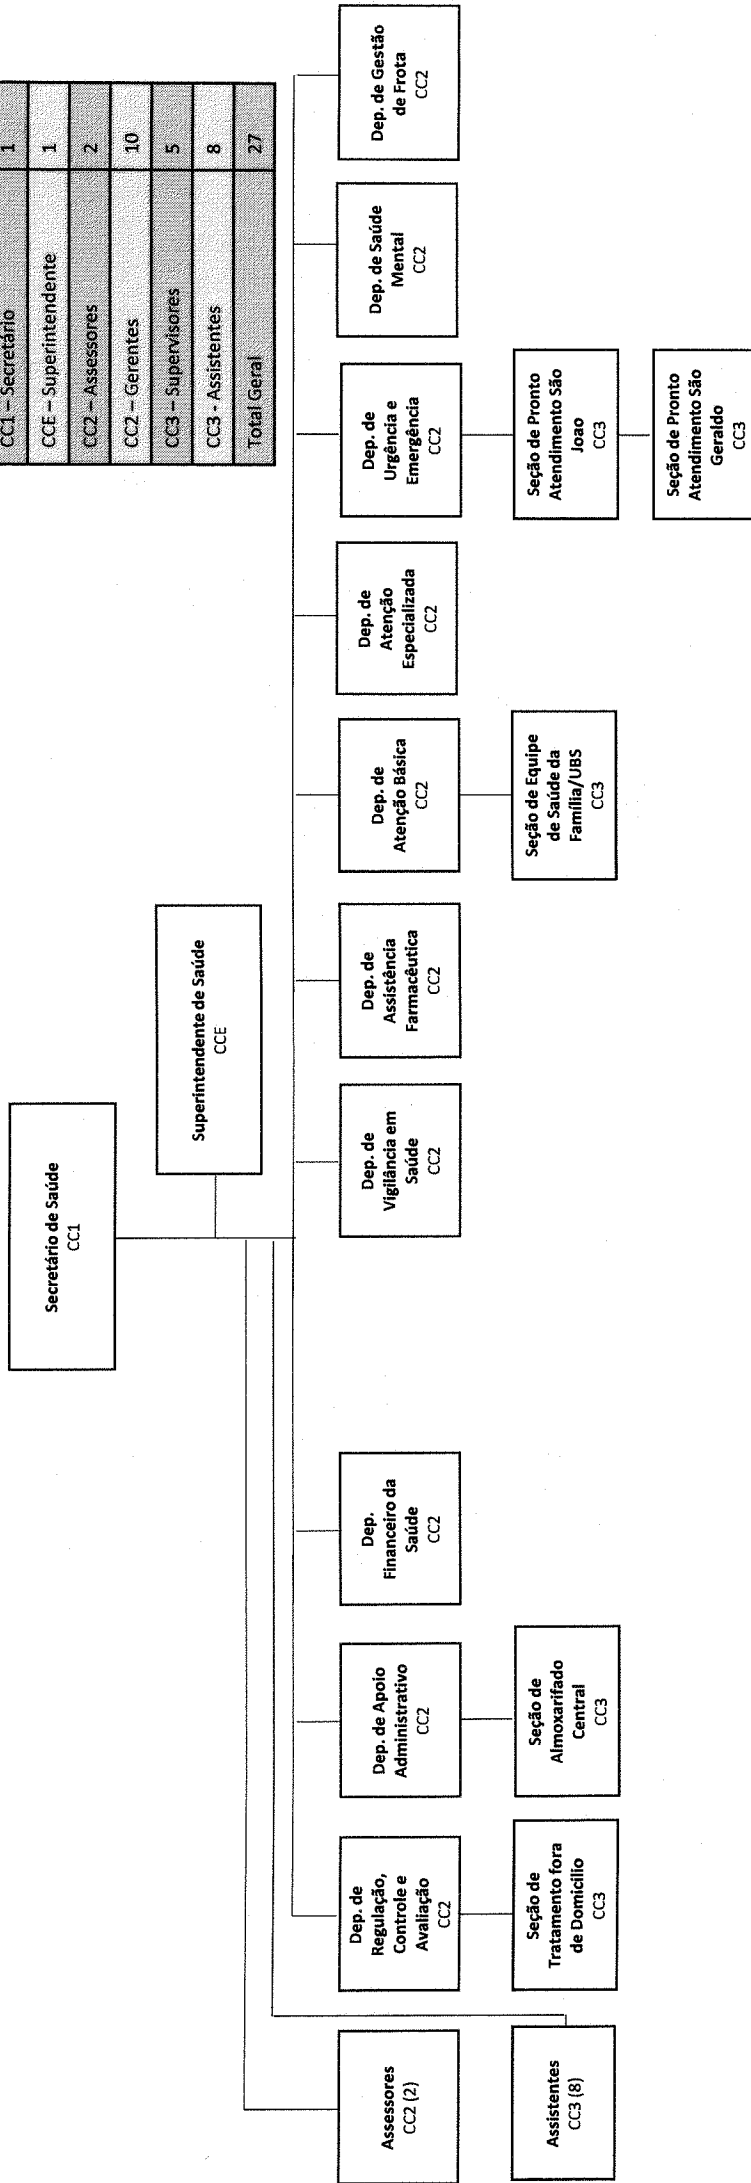 CC1 – Secretário 1
CCE – Superintendente 1
CC2 – Assessores 2
CC2 – Gerentes 10
CC3 – Supervisores 5
CC3 - Assistentes 8
Total Geral 27
Secretário de Saúde
CC1
Superintendente de Saúde
CCE
Assessores
CC2 (2)
Assistentes
CC3 (8)
Dep. de
Regulação,
Controle e
Avaliação
CC2
Dep. de Apoio
Administrativo
CC2
Dep.
Financeiro da
Saúde
CC2
Dep. de
Vigilância em
Saúde
CC2
Dep. de
Assistência
Farmacêutica
CC2
Dep. de
Atenção Básica
CC2
Dep. de
Atenção
Especializada
CC2
Dep. de
Urgência e
Emergência
CC2
Dep. de Saúde
Mental
CC2
Dep. de Gestão
de Frota
CC2
Seção de
Tratamento fora
de Domicílio
CC3
Seção de
Almoxarifado
Central
CC3
Seção de Equipe
de Saúde da
Família/UBS
CC3
Seção de Pronto
Atendimento São
Joao
CC3
Seção de Pronto
Atendimento São
Geraldo
CC3